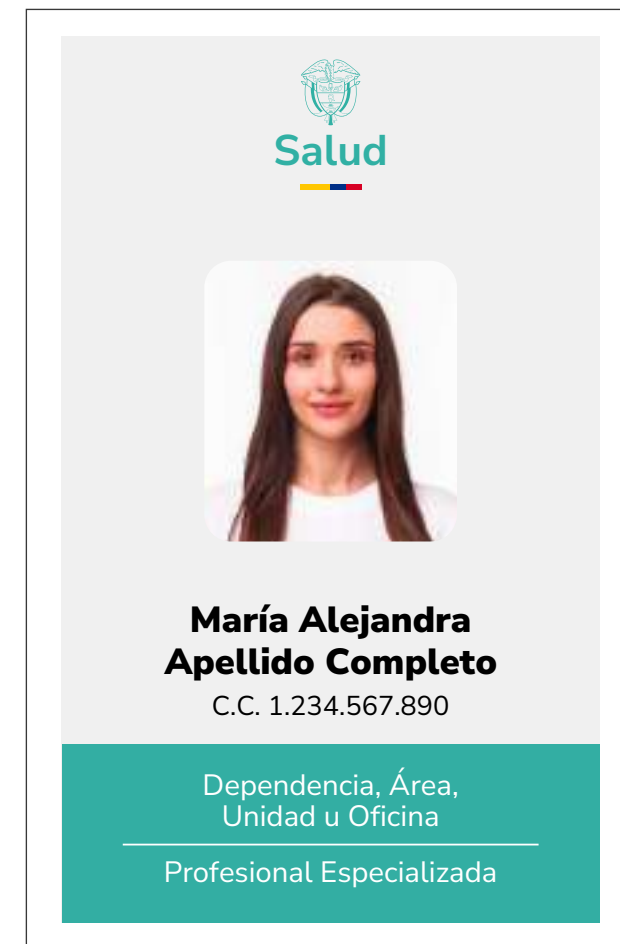 Salud
María Alejandra
Apellido Completo
C.C. 1.234.567.890
Dependencia, Área,
Unidad u Oficina
Profesional Especializada